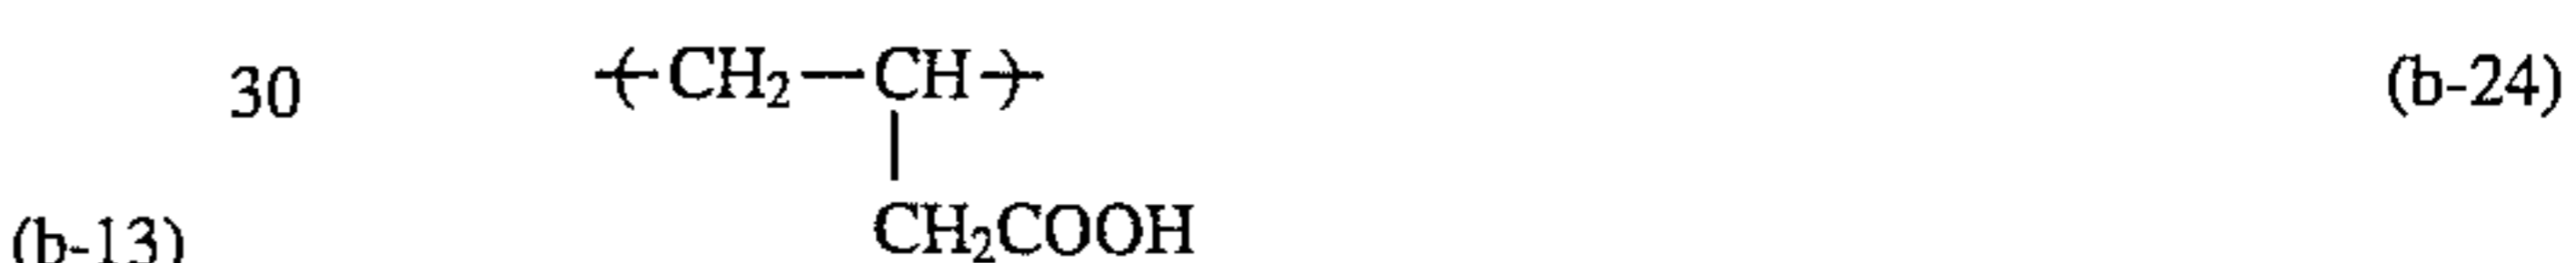 30 -(-CH₂—CH-)- (b-24)
|
(b-13) CH₂COOH